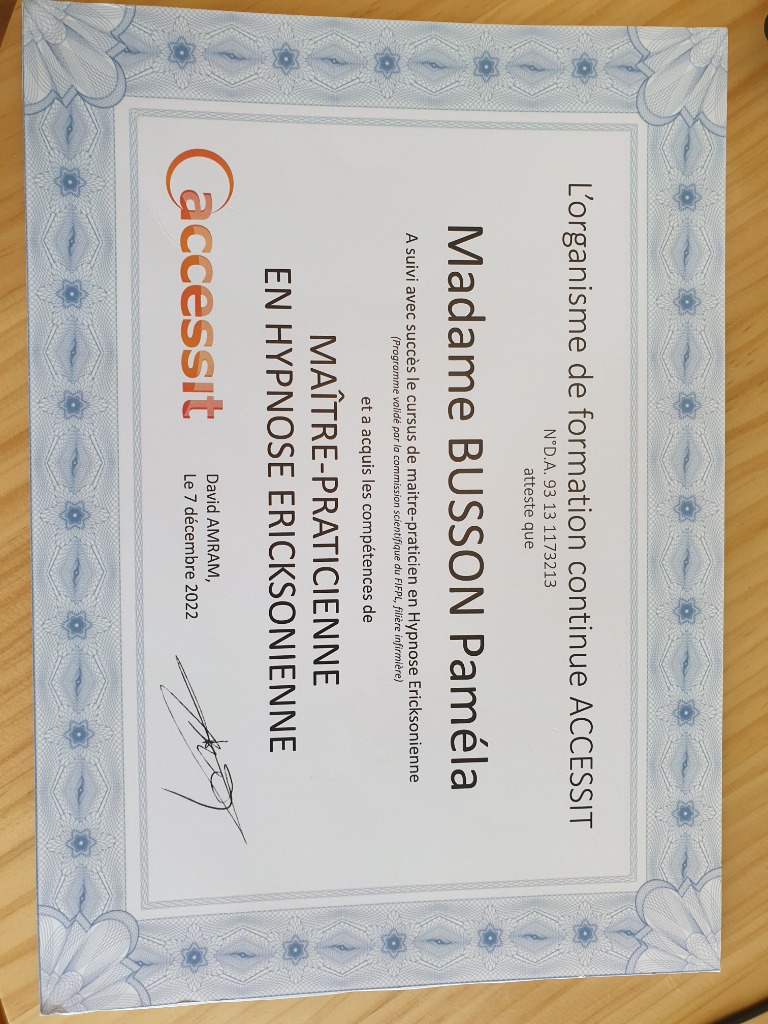 L'organisme de formation continue ACCESSIT
N°D.A. 93 13 1173213
atteste que
Madame BUSSON Paméla
A suivi avec succès le cursus de maitre-praticien en Hypnose Ericksonienne
(Programme validé par la commission scientifique du FIFPL, filière infirmière)
et a acquis les compétences de
MAÎTRE-PRATICIENNE
EN HYPNOSE ERICKSONIENNE
accessit
David AMRAM,
Le 7 décembre 2022